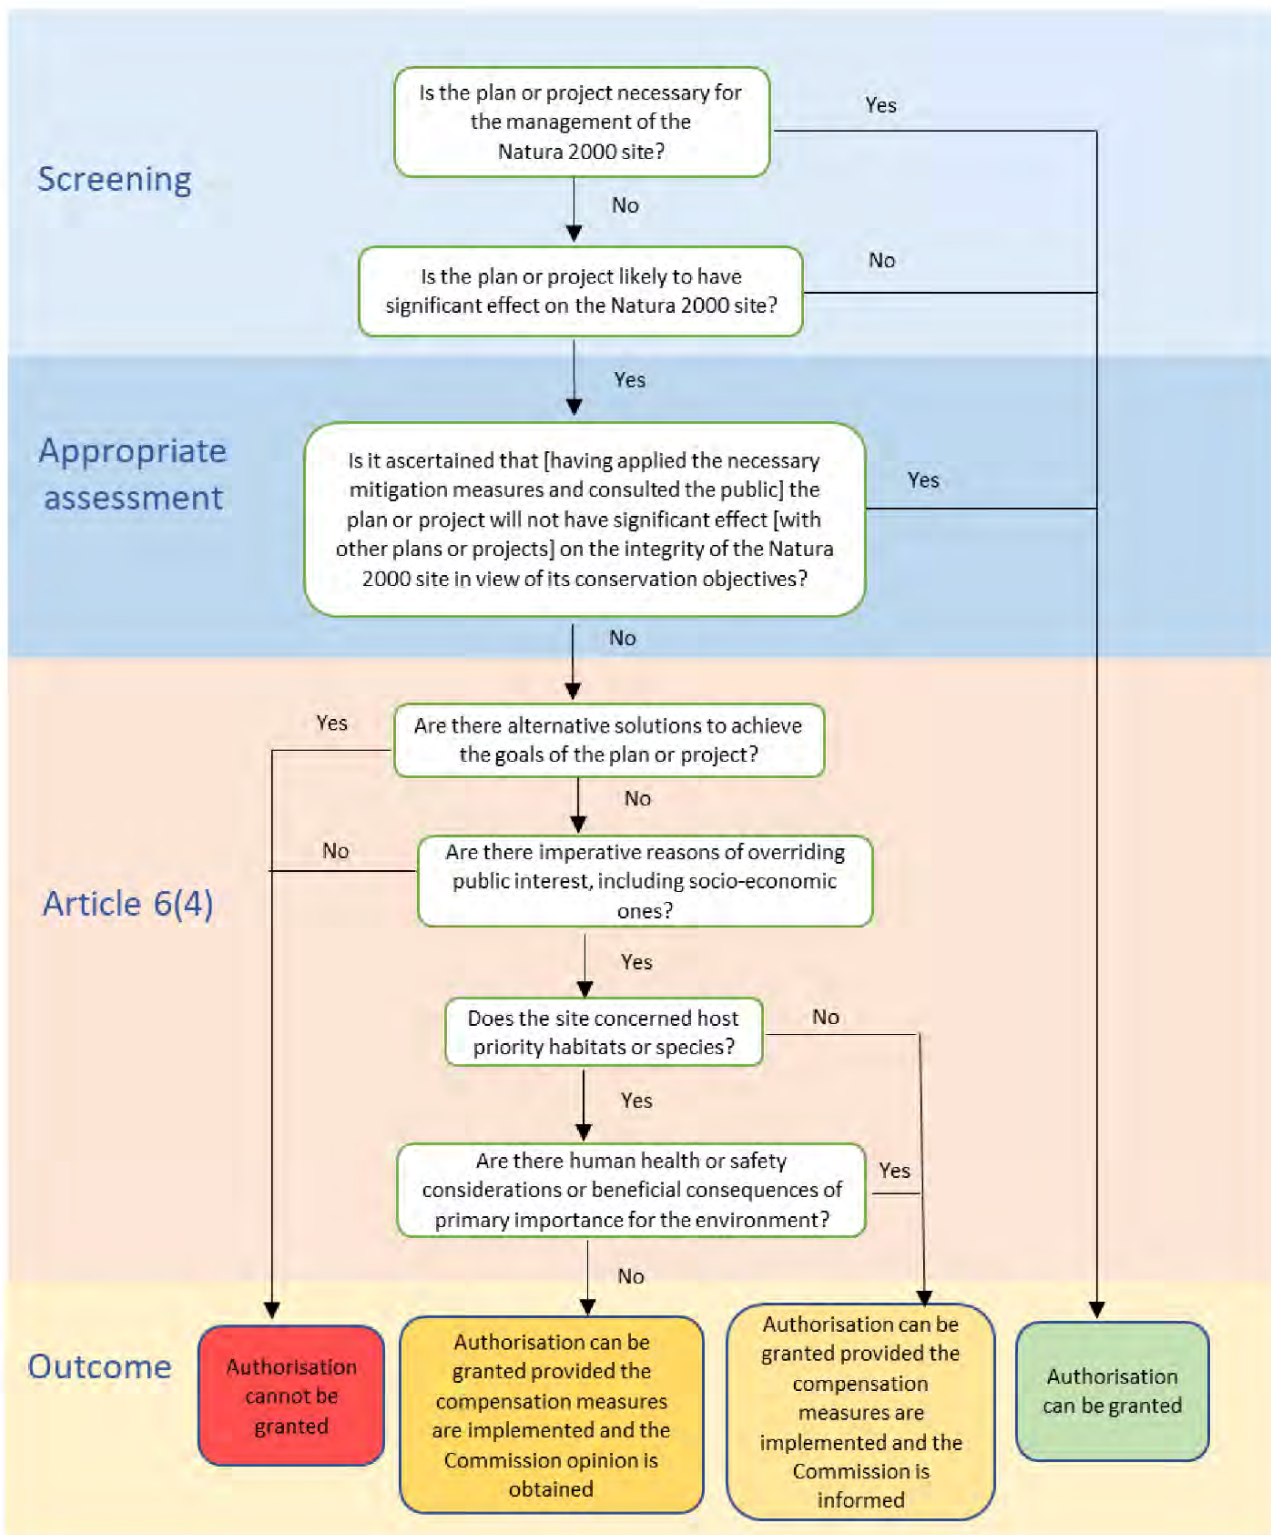 Is the plan or project necessary for
the management of the
Natura 2000 site?
Yes
Screening
No
Is the plan or project likely to have
significant effect on the Natura 2000 site?
No
Yes
Appropriate
assessment
Is it ascertained that [having applied the necessary
mitigation measures and consulted the public] the
plan or project will not have significant effect [with
other plans or projects] on the integrity of the Natura
2000 site in view of its conservation objectives?
Yes
No
Yes
Are there alternative solutions to achieve
the goals of the plan or project?
No
No
Are there imperative reasons of overriding
public interest, including socio-economic
ones?
Article 6(4)
Yes
Does the site concerned host
priority habitats or species?
No
Yes
Are there human health or safety
considerations or beneficial consequences of
primary importance for the environment?
Yes
No
Outcome
Authorisation
cannot be
granted
Authorisation can be
granted provided the
compensation measures
are implemented and the
Commission opinion is
obtained
Authorisation can be
granted provided the
compensation
measures are
implemented and the
Commission is
informed
Authorisation
can be granted